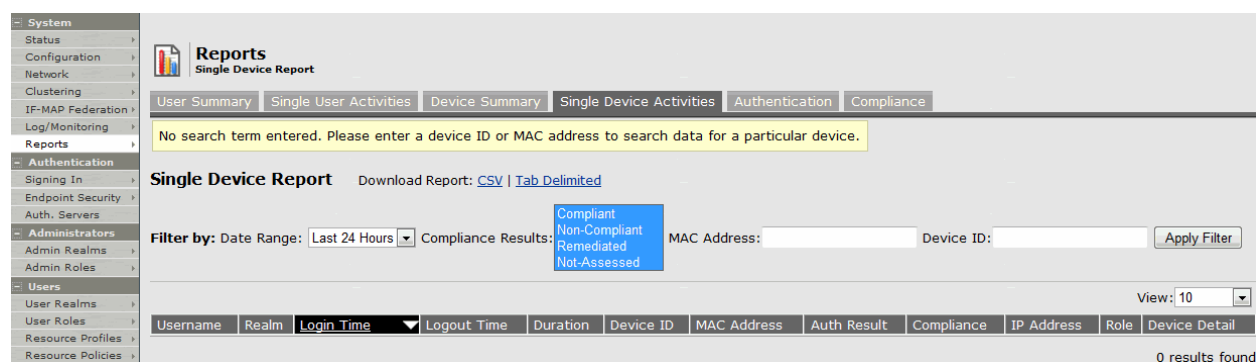 System
Status
Configuration
Network
Clustering
IF-MAP Federation
Log/Monitoring
Reports
Authentication
Signing In
Endpoint Security
Auth. Servers
Administrators
Admin Realms
Admin Roles
Users
User Realms
User Roles
Resource Profiles
Resource Policies
Reports
Single Device Report
User Summary Single User Activities Device Summary Single Device Activities Authentication Compliance
No search term entered. Please enter a device ID or MAC address to search data for a particular device.
Single Device Report Download Report: CSV | Tab Delimited
Filter by: Date Range: Last 24 Hours Compliance Results:
Compliant
Non-Compliant
Remediated
Not-Assessed
MAC Address: Device ID: Apply Filter
View: 10
Username Realm Login Time Logout Time Duration Device ID MAC Address Auth Result Compliance IP Address Role Device Detail
0 results found